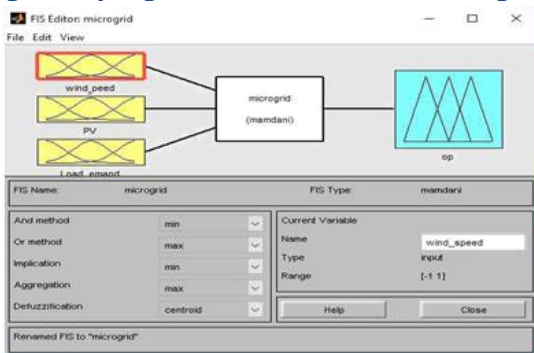 FIS Editor: microgrid
File Edit View
wind_peed
PV
Load_emand
microgrid
(mamdani)
op
FIS Name: microgrid FIS Type: mamdani
And method min
Or method max
Implication min
Aggregation max
Defuzzification centroid
Current Variable
Name wind_speed
Type input
Range [-1 1]
Help Close
Renamed FIS to "microgrid"